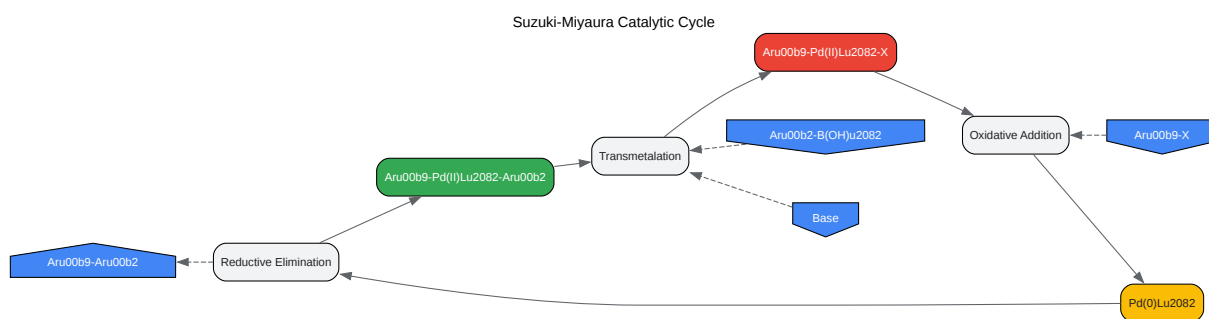 Suzuki-Miyaura Catalytic Cycle
Aru00b9-Pd(II)Lu2082-X
Aru00b2-B(OH)u2082
Oxidative Addition
Aru00b9-X
Transmetalation
Aru00b9-Pd(II)Lu2082-Aru00b2
Base
Aru00b9-Aru00b2
Reductive Elimination
Pd(0)Lu2082